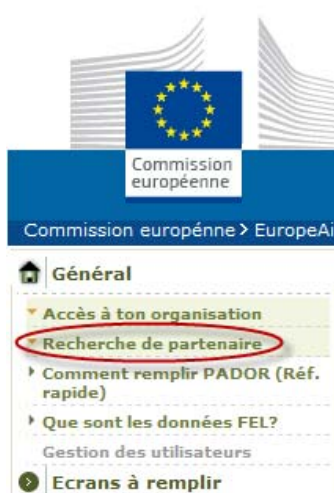 Commission
européenne
Commission europénne > EuropeAi
Général
Accès à ton organisation
Recherche de partenaire
Comment remplir PADOR (Réf.
rapide)
Que sont les données FEL?
Gestion des utilisateurs
Ecrans à remplir